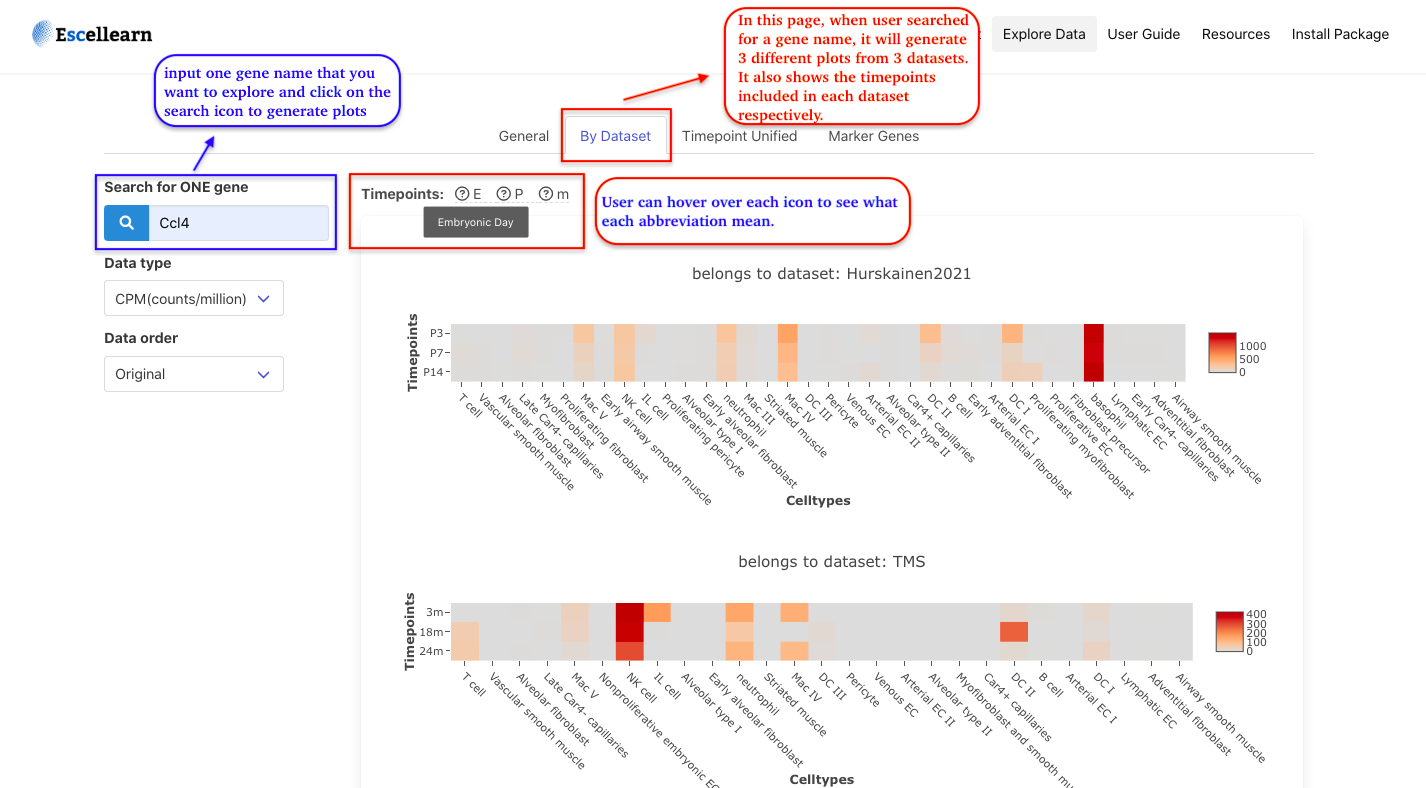 Escellearn
Explore Data
User Guide
Resources
Install Package
In this page, when user searched
for a gene name, it will generate
3 different plots from 3 datasets.
It also shows the timepoints
included in each dataset
respectively.
input one gene name that you
want to explore and click on the
search icon to generate plots
General
By Dataset
Timepoint Unified
Marker Genes
Search for ONE gene
Ccl4
Data type
CPM(counts/million)
Data order
Original
Timepoints: E P m
Embryonic Day
User can hover over each icon to see what
each abbreviation mean.
belongs to dataset: Hurskainen2021
Timepoints
P3
P7
P14
1000
500
0
T cell
Vascular smooth muscle
Alveolar fibroblast
Late Car4- capillaries
Myofibroblast
Proliferating fibroblast
Mac V
Early airway smooth muscle
NK cell
IL cell
Proliferating pericyte
Alveolar type I
Early alveolar fibroblast
neutrophil
Mac III
Striated muscle
Mac IV
DC III
Pericyte
Venous EC
Arterial EC II
Alveolar type II
Car4+ capillaries
DC II
B cell
Early adventitial fibroblast
Arterial EC I
DC I
Proliferating myofibroblast
Proliferative EC
Fibroblast precursor
basophil
Lymphatic EC
Early Car4- capillaries
Adventitial fibroblast
Airway smooth muscle
Celltypes
belongs to dataset: TMS
Timepoints
3m
18m
24m
400
300
200
100
0
T cell
Vascular smooth muscle
Alveolar fibroblast
Late Car4- capillaries
Mac V
Nonproliferative embryonic EC
NK cell
IL cell
Alveolar type I
Early alveolar fibroblast
neutrophil
Striated muscle
Mac IV
DC III
Pericyte
Venous EC
Arterial EC II
Alveolar type II
Myofibroblast and smooth mu
Car4+ capillaries
DC II
B cell
Arterial EC I
DC I
Lymphatic EC
Adventitial fibroblast
Airway smooth muscle
Celltypes